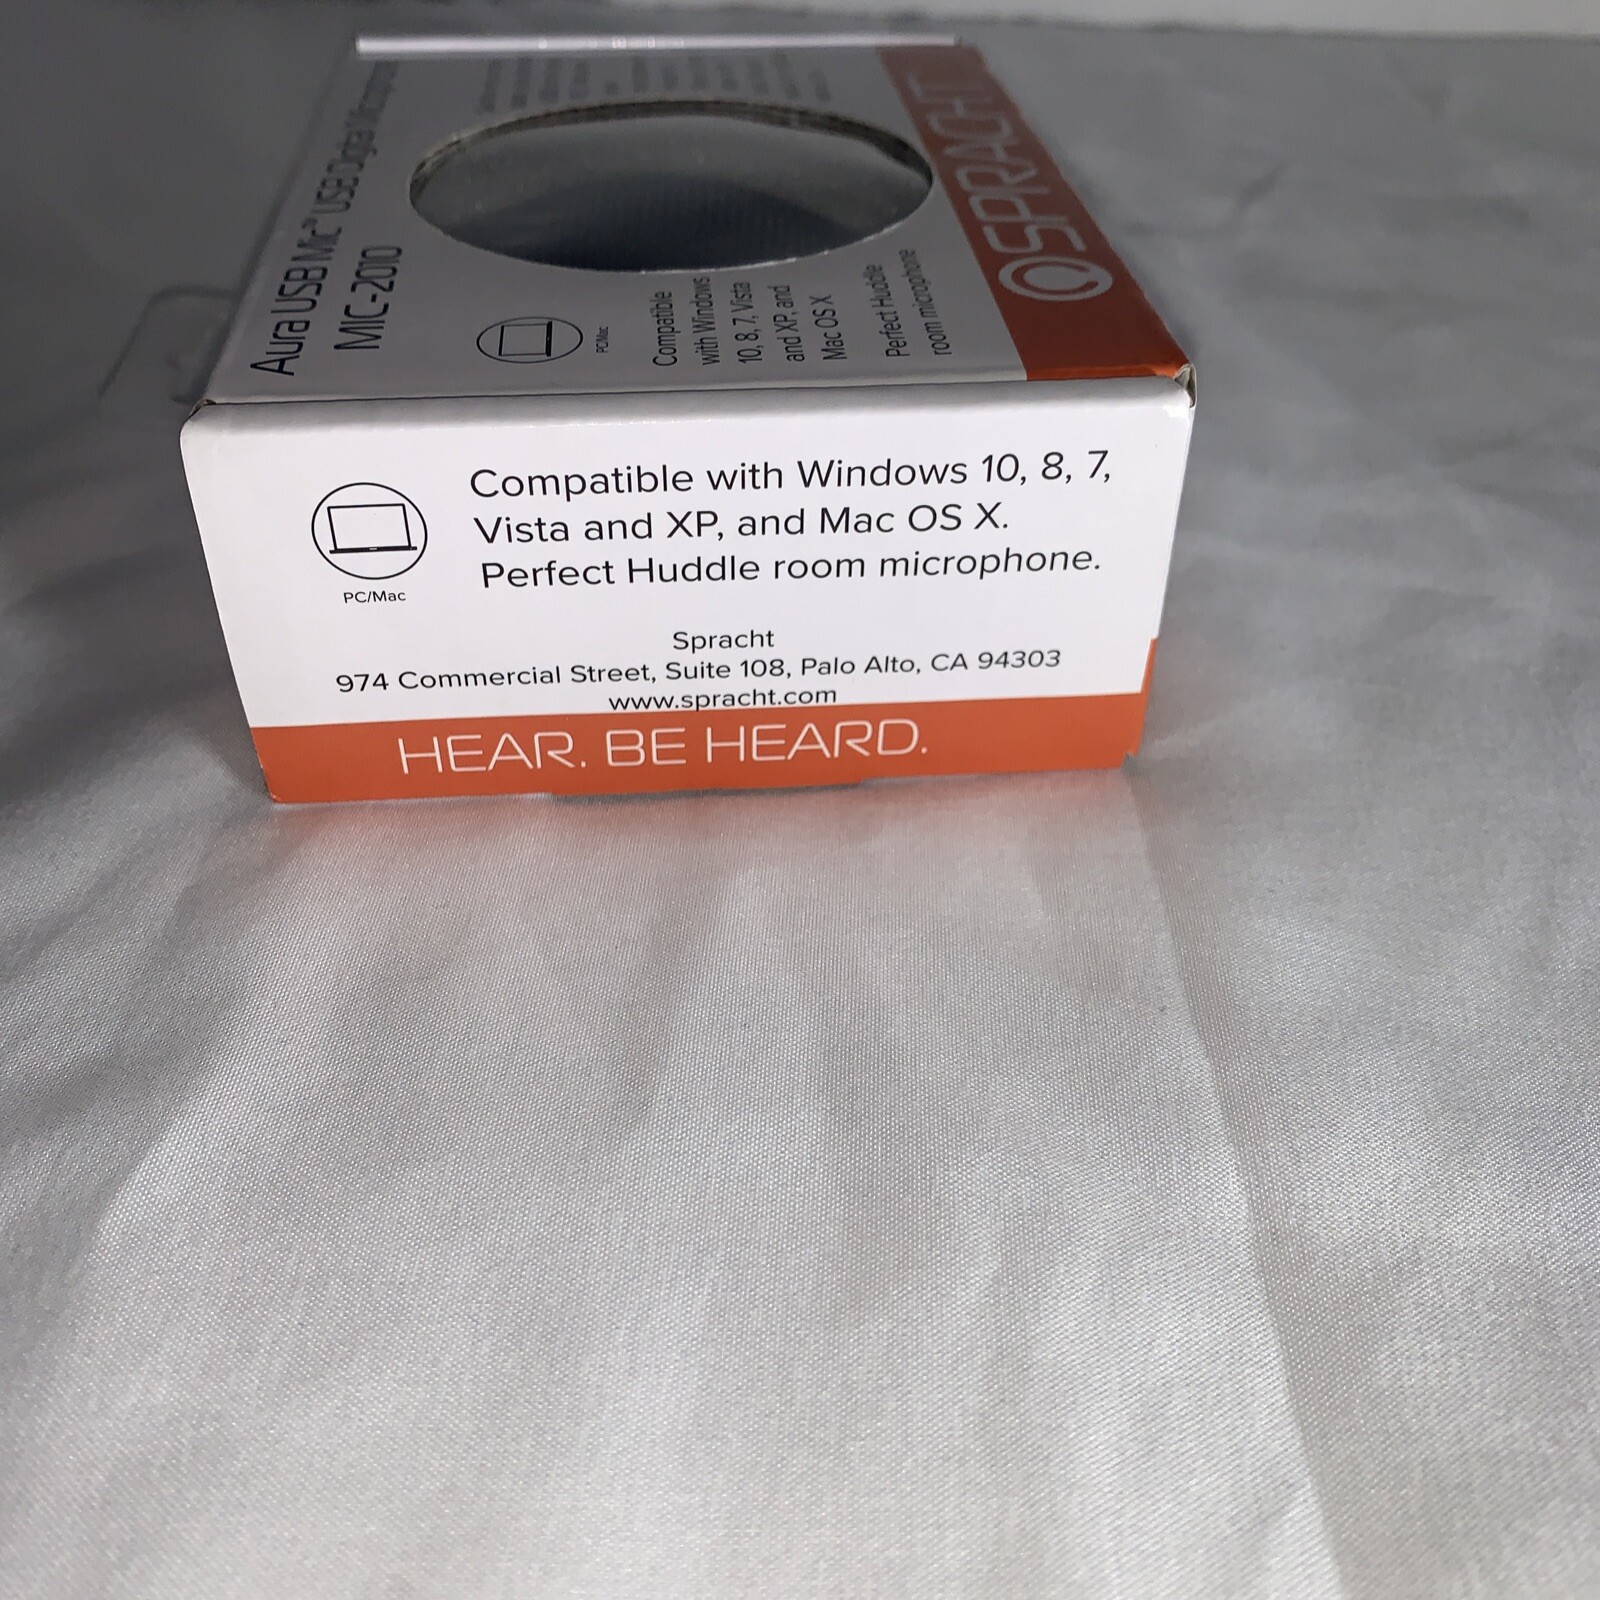 Aura USB Mic™ USB Digital Microphone
MIC-2010
PC/Mac
Compatible
with Windows
10, 8, 7, Vista
and XP, and
Mac OS X
Perfect Huddle
room microphone
SPRACHT
PC/Mac
Compatible with Windows 10, 8, 7,
Vista and XP, and Mac OS X.
Perfect Huddle room microphone.
Spracht
974 Commercial Street, Suite 108, Palo Alto, CA 94303
www.spracht.com
HEAR. BE HEARD.